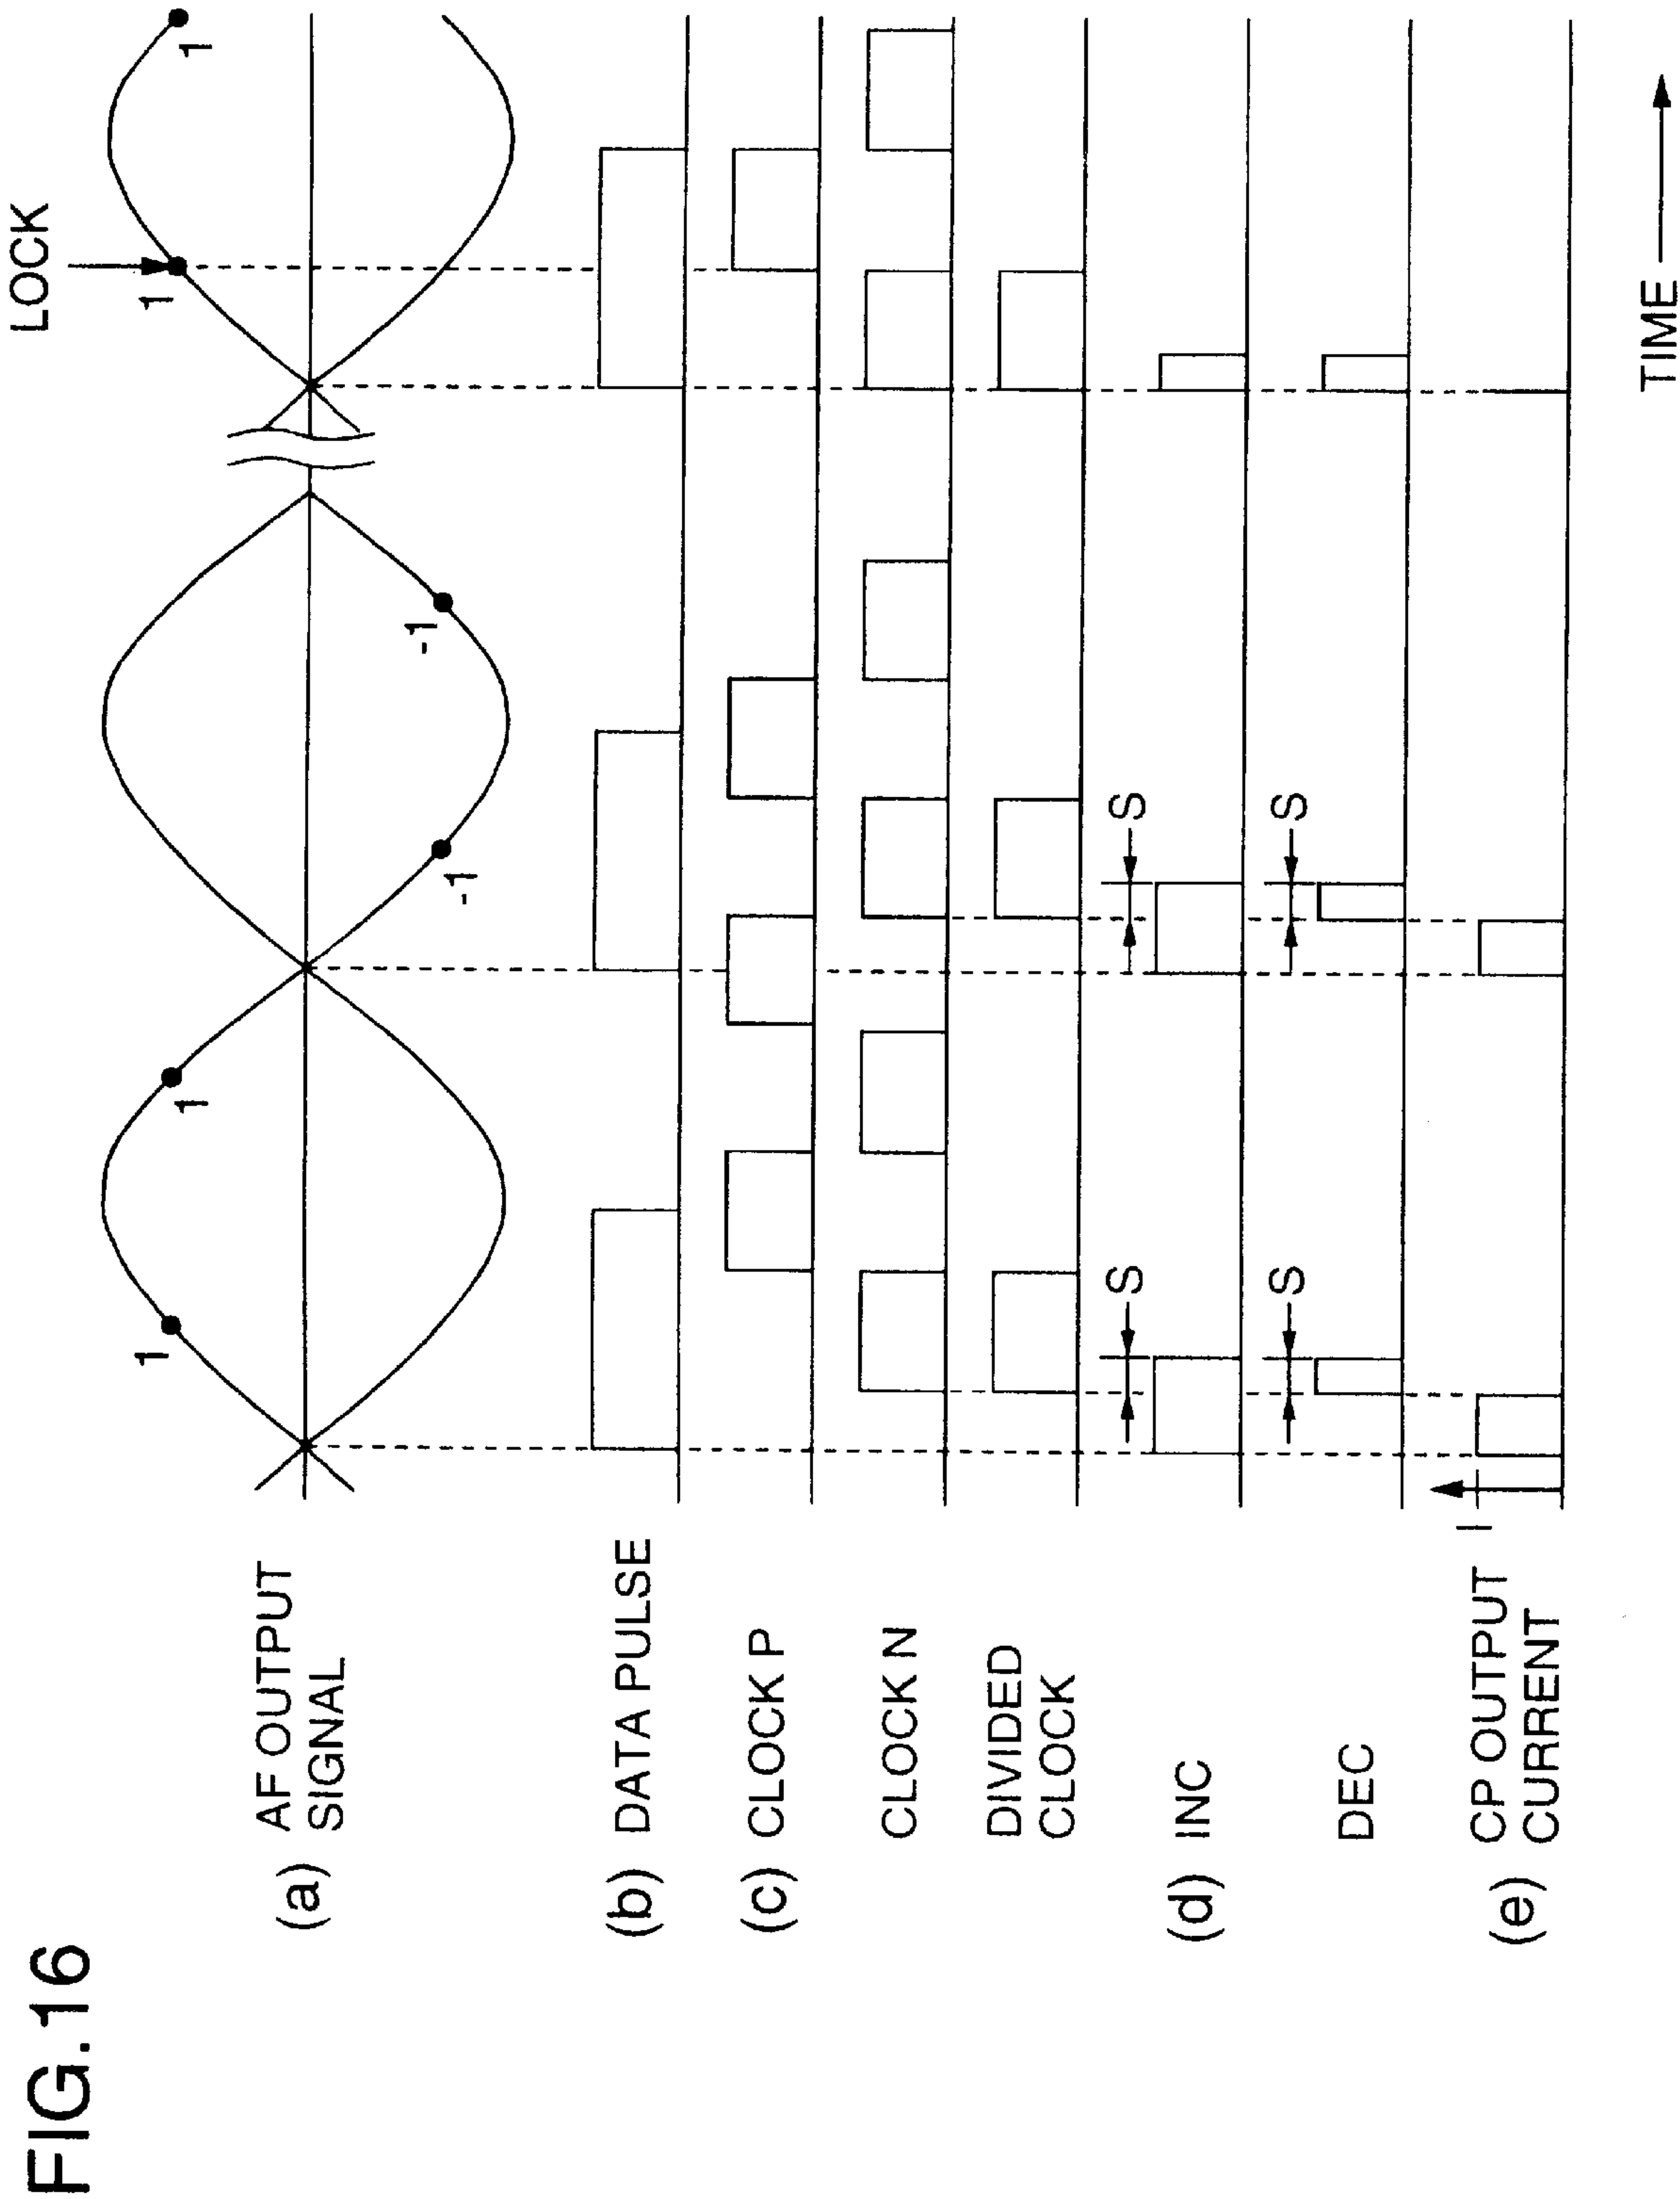 FIG.16
LOCK
(a) AF OUTPUT
SIGNAL
1
1
-1
-1
1
1
(b) DATA PULSE
(c) CLOCK P
CLOCK N
DIVIDED
CLOCK
(d) INC
S
S
DEC
S
S
(e) CP OUTPUT
CURRENT
I
TIME